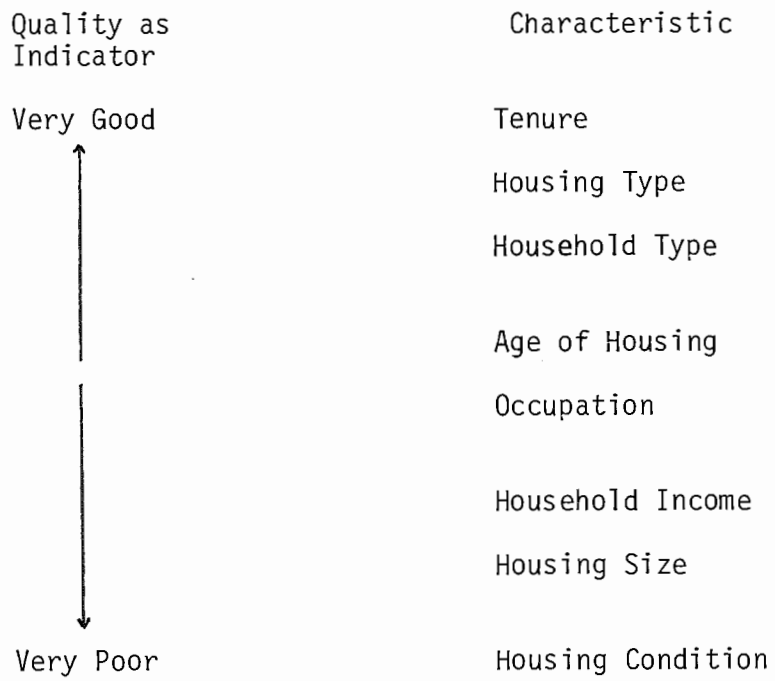 Quality as Indicator
Characteristic
Very Good
Tenure
Housing Type
Household Type
Age of Housing
Occupation
Household Income
Housing Size
Very Poor
Housing Condition